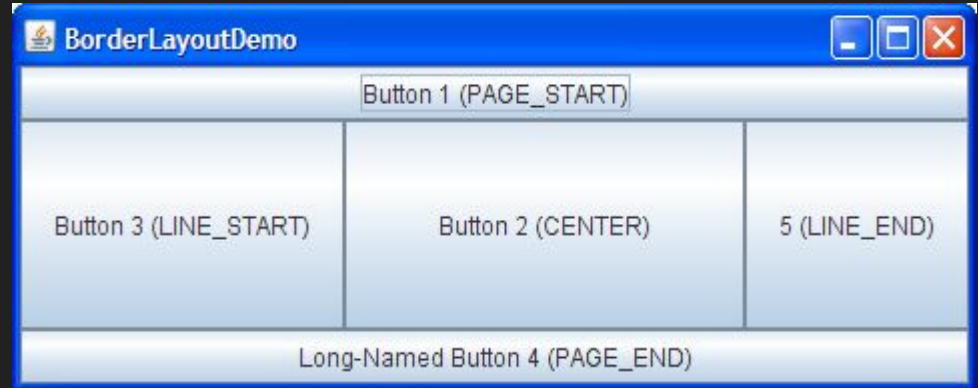 BorderLayoutDemo
Button 1 (PAGE_START)
Button 3 (LINE_START)
Button 2 (CENTER)
5 (LINE_END)
Long-Named Button 4 (PAGE_END)